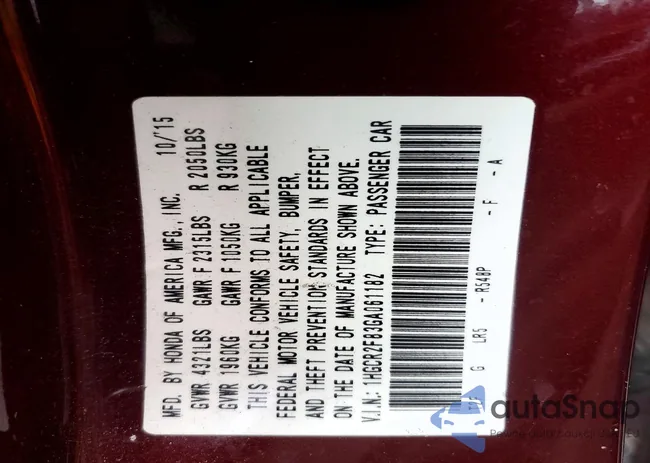 MFD. BY HONDA OF AMERICA MFG., INC. 10/'15
GVWR 4321LBS GAWR F 2315LBS R 2050LBS
GVWR 1960KG GAWR F 1050KG R 930KG
THIS VEHICLE CONFORMS TO ALL APPLICABLE
FEDERAL MOTOR VEHICLE SAFETY, BUMPER,
AND THEFT PREVENTION STANDARDS IN EFFECT
ON THE DATE OF MANUFACTURE SHOWN ABOVE.
V.I.N.: 1HGCR2F83GA061182 TYPE: PASSENGER CAR
G LR5 -R548P -F -A
autaSnap